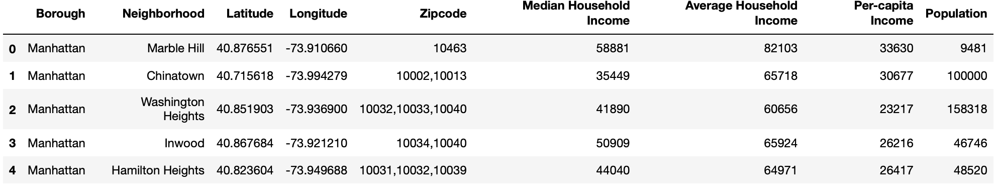 Borough Neighborhood Latitude Longitude Zipcode Median Household Income Average Household Income Per-capita Income Population
0 Manhattan Marble Hill 40.876551 -73.910660 10463 58881 82103 33630 9481
1 Manhattan Chinatown 40.715618 -73.994279 10002,10013 35449 65718 30677 100000
2 Manhattan Washington Heights 40.851903 -73.936900 10032,10033,10040 41890 60656 23217 158318
3 Manhattan Inwood 40.867684 -73.921210 10034,10040 50909 65924 26216 46746
4 Manhattan Hamilton Heights 40.823604 -73.949688 10031,10032,10039 44040 64971 26417 48520